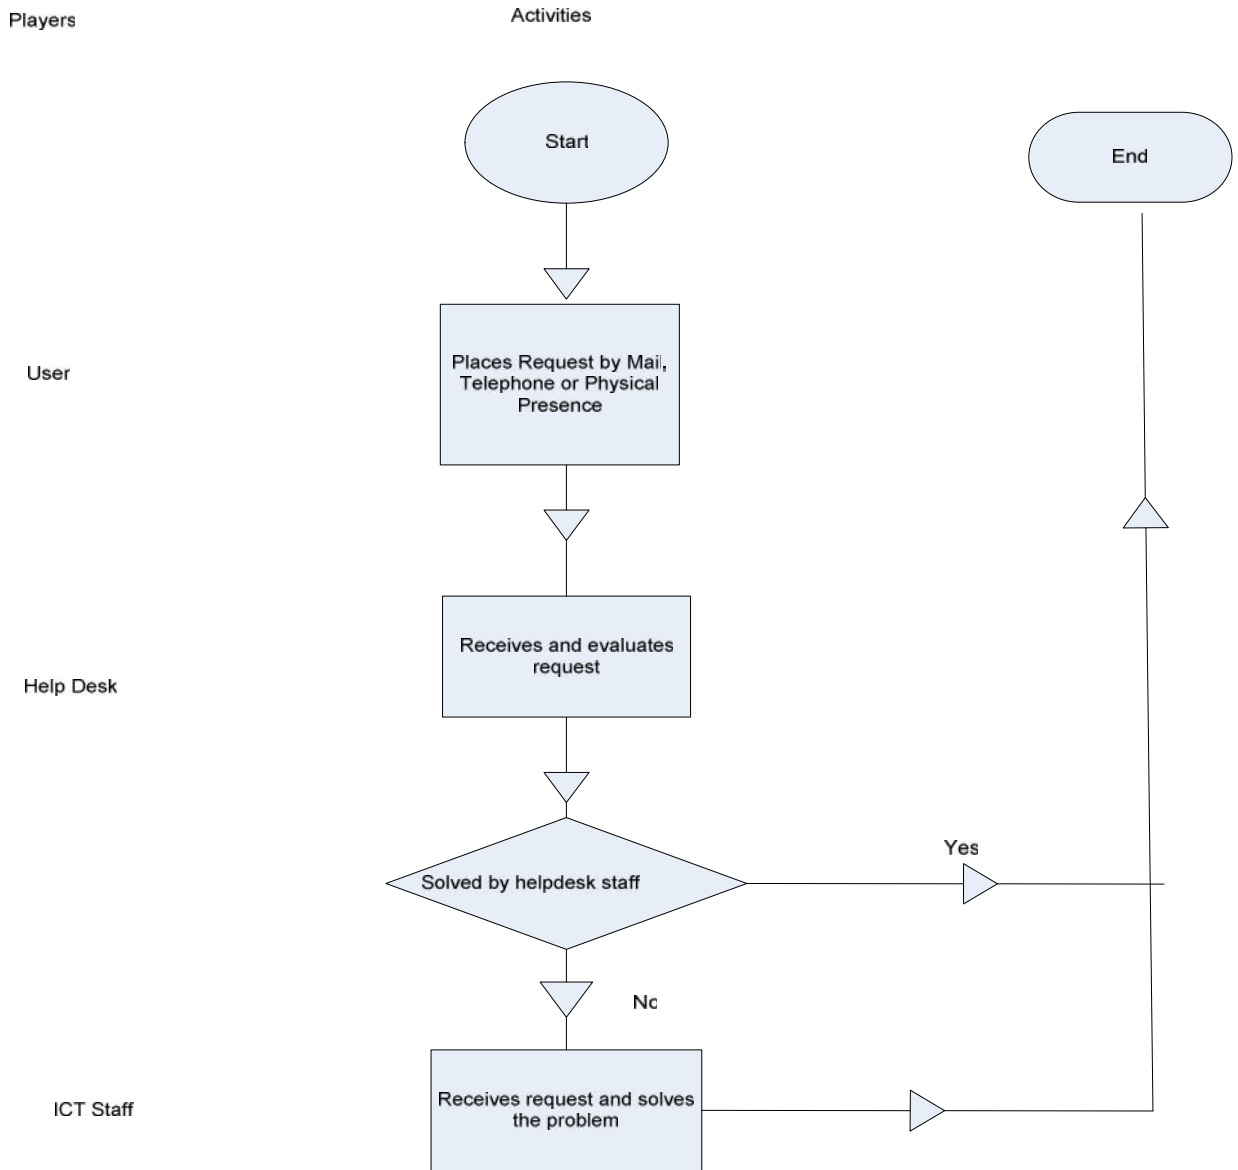 Players
Activities
Start
End
User
Places Request by Mail,
Telephone or Physical
Presence
Help Desk
Receives and evaluates
request
Solved by helpdesk staff
Yes
No
ICT Staff
Receives request and solves
the problem